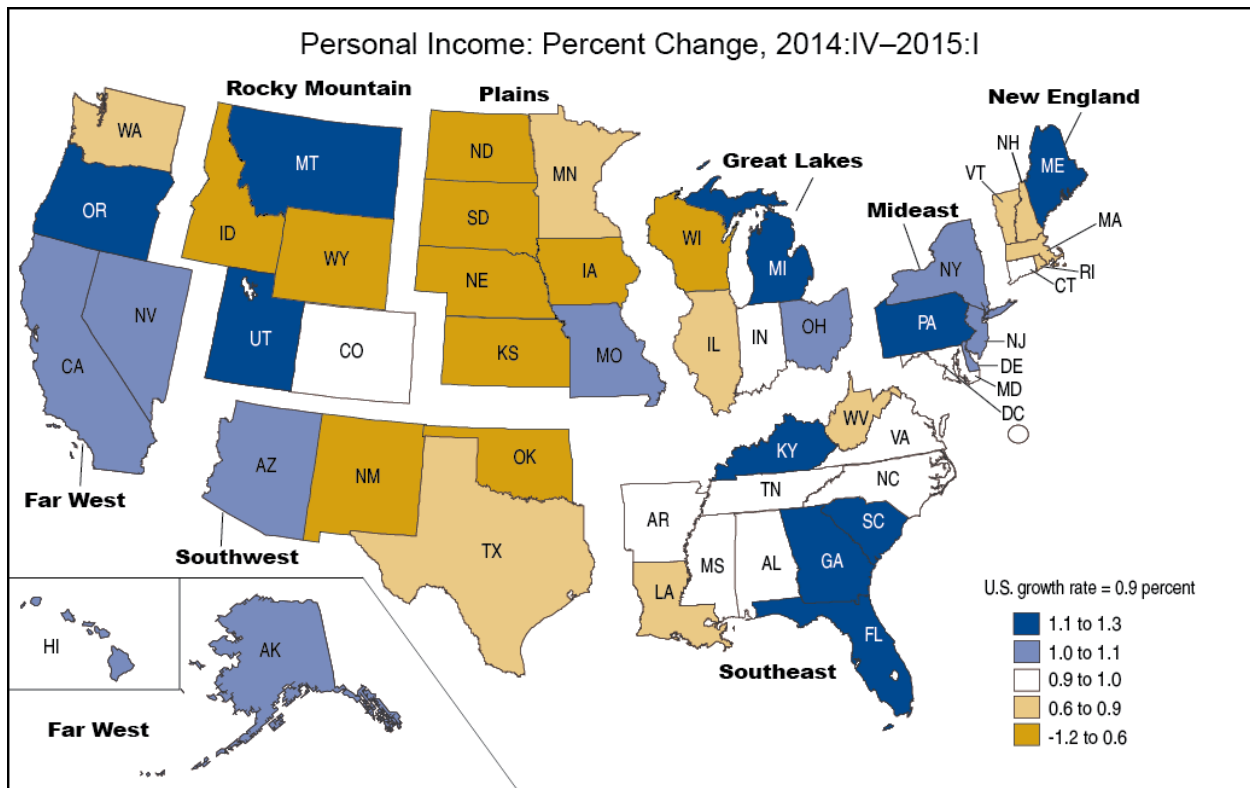 Personal Income: Percent Change, 2014:IV–2015:I
Rocky Mountain
Plains
New England
Great Lakes
Mideast
WA
MT
OR
ID
WY
NV
CA
UT
CO
ND
SD
NE
KS
MN
IA
MO
WI
MI
IL
IN
OH
NH
VT
ME
MA
RI
CT
NY
PA
NJ
DE
MD
DC
WV
VA
KY
NC
TN
SC
AR
MS
AL
GA
LA
FL
AZ
NM
OK
TX
Far West
Southwest
Southeast
HI
AK
Far West
U.S. growth rate = 0.9 percent
1.1 to 1.3
1.0 to 1.1
0.9 to 1.0
0.6 to 0.9
-1.2 to 0.6